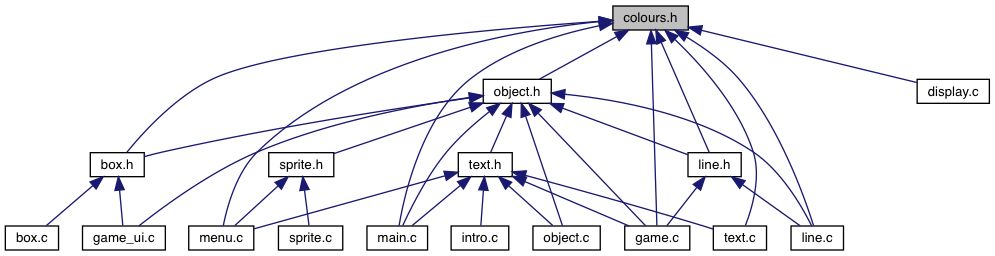 colours.h
object.h
display.c
box.h
sprite.h
text.h
line.h
box.c
game_ui.c
menu.c
sprite.c
main.c
intro.c
object.c
game.c
text.c
line.c